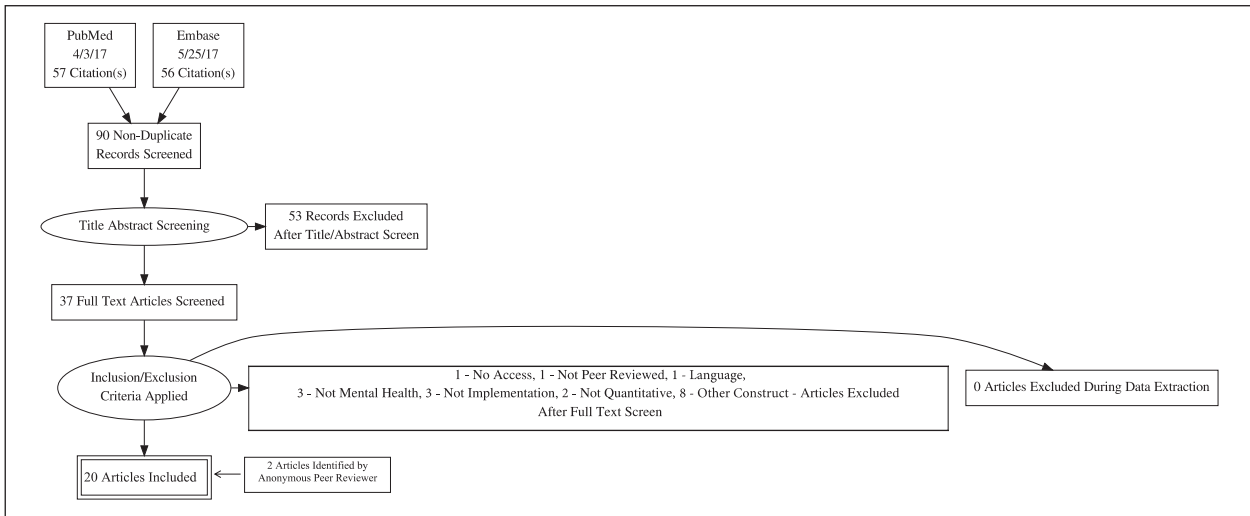 PubMed
4/3/17
57 Citation(s)
Embase
5/25/17
56 Citation(s)
90 Non-Duplicate
Records Screened
Title Abstract Screening
53 Records Excluded
After Title/Abstract Screen
37 Full Text Articles Screened
Inclusion/Exclusion
Criteria Applied
1 - No Access, 1 - Not Peer Reviewed, 1 - Language,
3 - Not Mental Health, 3 - Not Implementation, 2 - Not Quantitative, 8 - Other Construct - Articles Excluded
After Full Text Screen
0 Articles Excluded During Data Extraction
20 Articles Included
2 Articles Identified by
Anonymous Peer Reviewer